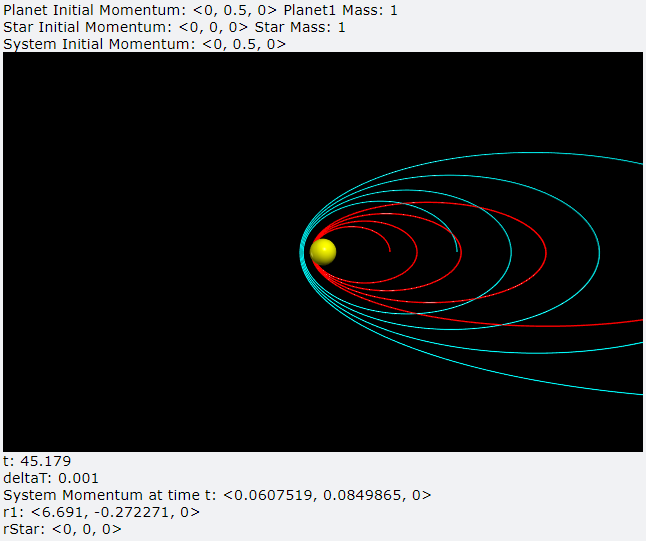 Planet Initial Momentum: <0, 0.5, 0> Planet1 Mass: 1
Star Initial Momentum: <0, 0, 0> Star Mass: 1
System Initial Momentum: <0, 0.5, 0>
t: 45.179
deltaT: 0.001
System Momentum at time t: <0.0607519, 0.0849865, 0>
r1: <6.691, -0.272271, 0>
rStar: <0, 0, 0>